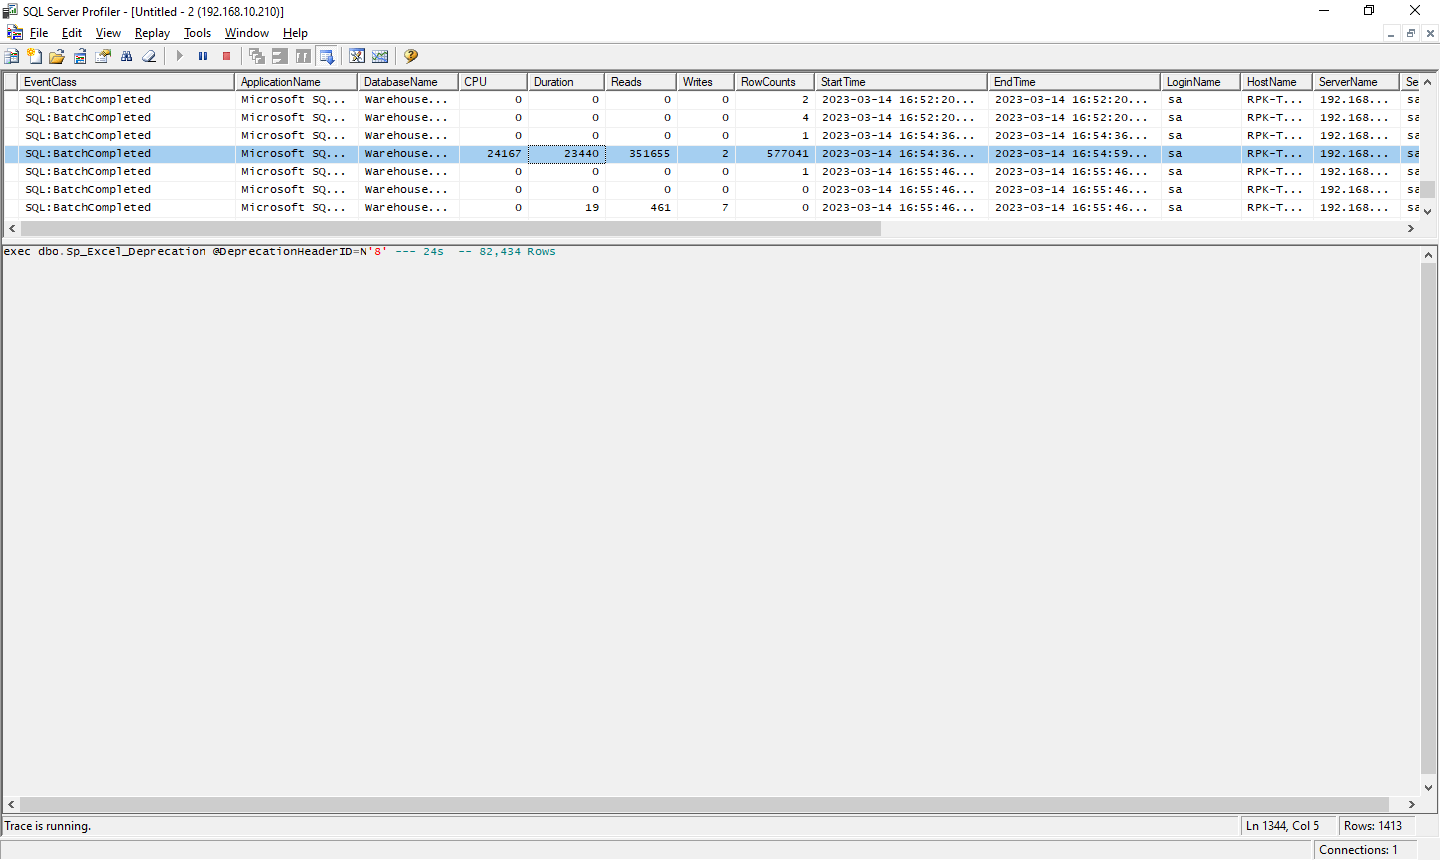 SQL Server Profiler - [Untitled - 2 (192.168.10.210)]
File Edit View Replay Tools Window Help
EventClass ApplicationName DatabaseName CPU Duration Reads Writes RowCounts StartTime EndTime LoginName HostName ServerName Se
SQL:BatchCompleted Microsoft SQ... Warehouse... 0 0 0 0 2 2023-03-14 16:52:20... 2023-03-14 16:52:20... sa RPK-T... 192.168... sa
SQL:BatchCompleted Microsoft SQ... Warehouse... 0 0 0 0 4 2023-03-14 16:52:20... 2023-03-14 16:52:20... sa RPK-T... 192.168... sa
SQL:BatchCompleted Microsoft SQ... Warehouse... 0 0 0 0 1 2023-03-14 16:54:36... 2023-03-14 16:54:36... sa RPK-T... 192.168... sa
SQL:BatchCompleted Microsoft SQ... Warehouse... 24167 23440 351655 2 577041 2023-03-14 16:54:36... 2023-03-14 16:54:59... sa RPK-T... 192.168... sa
SQL:BatchCompleted Microsoft SQ... Warehouse... 0 0 0 0 1 2023-03-14 16:55:46... 2023-03-14 16:55:46... sa RPK-T... 192.168... sa
SQL:BatchCompleted Microsoft SQ... Warehouse... 0 0 0 0 0 2023-03-14 16:55:46... 2023-03-14 16:55:46... sa RPK-T... 192.168... sa
SQL:BatchCompleted Microsoft SQ... Warehouse... 0 19 461 7 0 2023-03-14 16:55:46... 2023-03-14 16:55:46... sa RPK-T... 192.168... sa
exec dbo.Sp_Excel_Deprecation @DeprecationHeaderID=N'8' --- 24s -- 82,434 Rows
Trace is running. Ln 1344, Col 5 Rows: 1413
Connections: 1